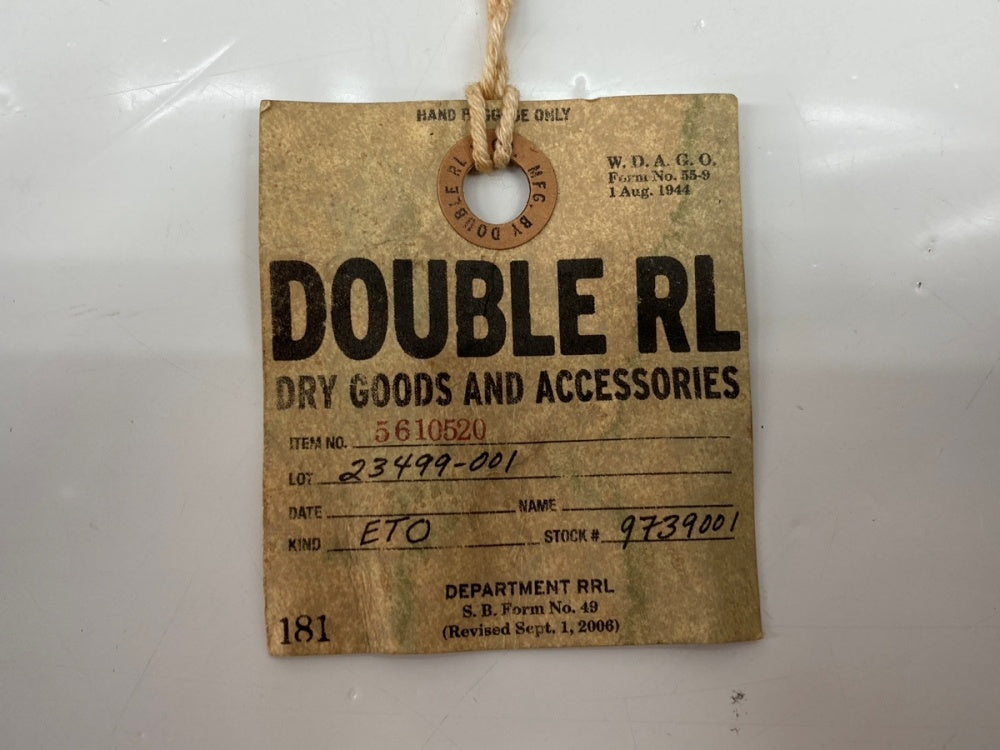 HAND BAGGAGE ONLY
MFG. BY DOUBLE RL
W. D. A. G. O.
Form No. 55-9
1 Aug. 1944
DOUBLE RL
DRY GOODS AND ACCESSORIES
ITEM NO. 5610520
LOT 23499-001
DATE NAME
KIND ETO STOCK # 9739001
DEPARTMENT RRL
S. B. Form No. 49
(Revised Sept. 1, 2006)
181